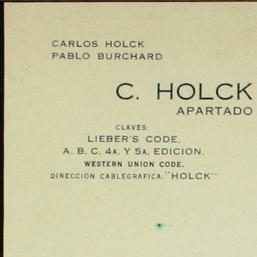 CARLOS HOLCK
PABLO BURCHARD
C. HOLCK
APARTADO
CLAVES:
LIEBER'S CODE.
A. B. C. 4A. Y 5A. EDICION.
WESTERN UNION CODE.
DIRECCION CABLEGRAFICA: "HOLCK"